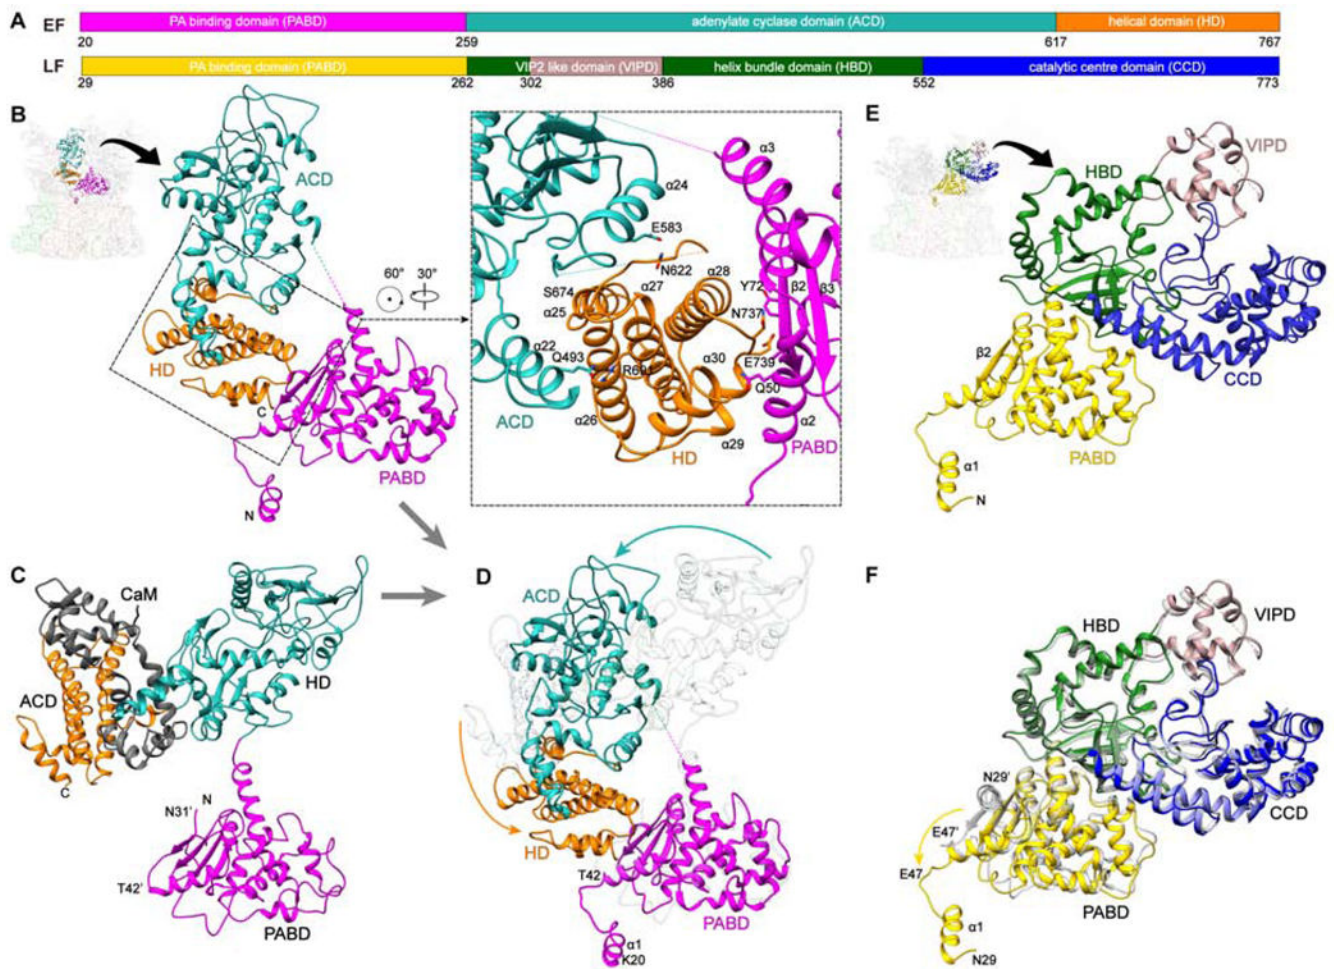 A
EF
PA binding domain (PABD)
adenylate cyclase domain (ACD)
helical domain (HD)
20
259
617
767
LF
PA binding domain (PABD)
VIP2 like domain (VIPD)
helix bundle domain (HBD)
catalytic centre domain (CCD)
29
262
302
386
552
773
B
ACD
HD
C
PABD
N
60°
30°
α3
α24
E583
N622
α28
S674
α27
α25
Y72
β2
β3
N737
α22
Q493
R691
α30
E739
Q50
ACD
α26
α2
HD
α29
PABD
E
HBD
VIPD
β2
CCD
PABD
α1
N
C
CaM
ACD
HD
C
N31'
N
T42'
PABD
D
ACD
HD
T42
PABD
α1
K20
F
HBD
VIPD
N29'
E47'
CCD
E47
PABD
α1
N29